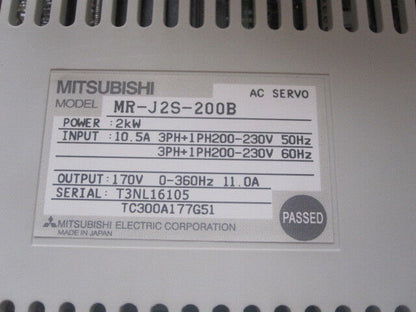 MITSUBISHI AC SERVO
MODEL MR-J2S-200B
POWER :2kW
INPUT :10.5A 3PH+1PH200-230V 50Hz
3PH+1PH200-230V 60Hz
OUTPUT:170V 0-360Hz 11.0A
SERIAL: T3NL16105
TC300A177G51
MITSUBISHI ELECTRIC CORPORATION
MADE IN JAPAN
PASSED